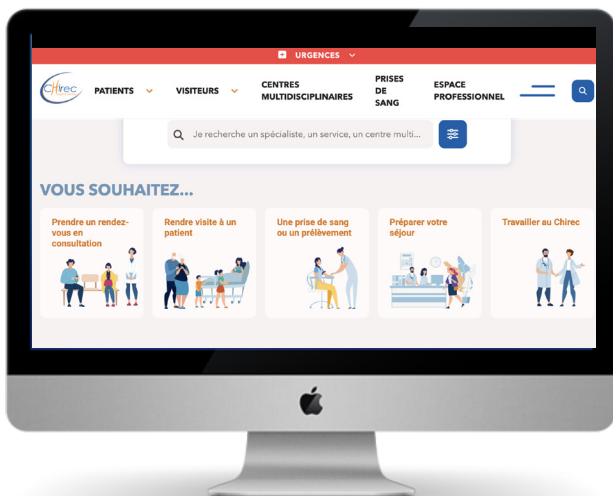 URGENCES
CHirec
PATIENTS
VISITEURS
CENTRES
MULTIDISCIPLINAIRES
PRISES
DE
SANG
ESPACE
PROFESSIONNEL
Je recherche un spécialiste, un service, un centre multi...
VOUS SOUHAITEZ...
Prendre un rendez-
vous en
consultation
Rendre visite à un
patient
Une prise de sang
ou un prélèvement
Préparer votre
séjour
Travailler au Chirec